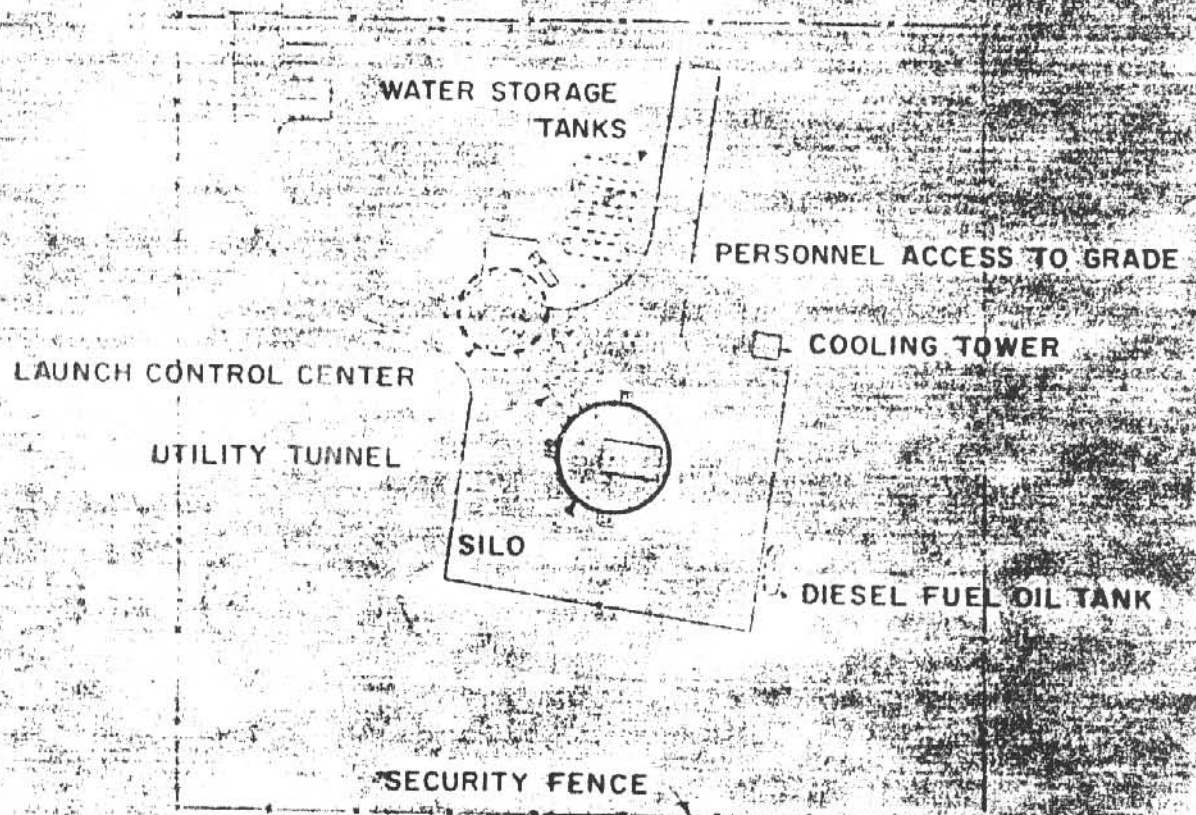 WATER STORAGE
TANKS
PERSONNEL ACCESS TO GRADE
COOLING TOWER
LAUNCH CONTROL CENTER
UTILITY TUNNEL
SILO
DIESEL FUEL OIL TANK
SECURITY FENCE